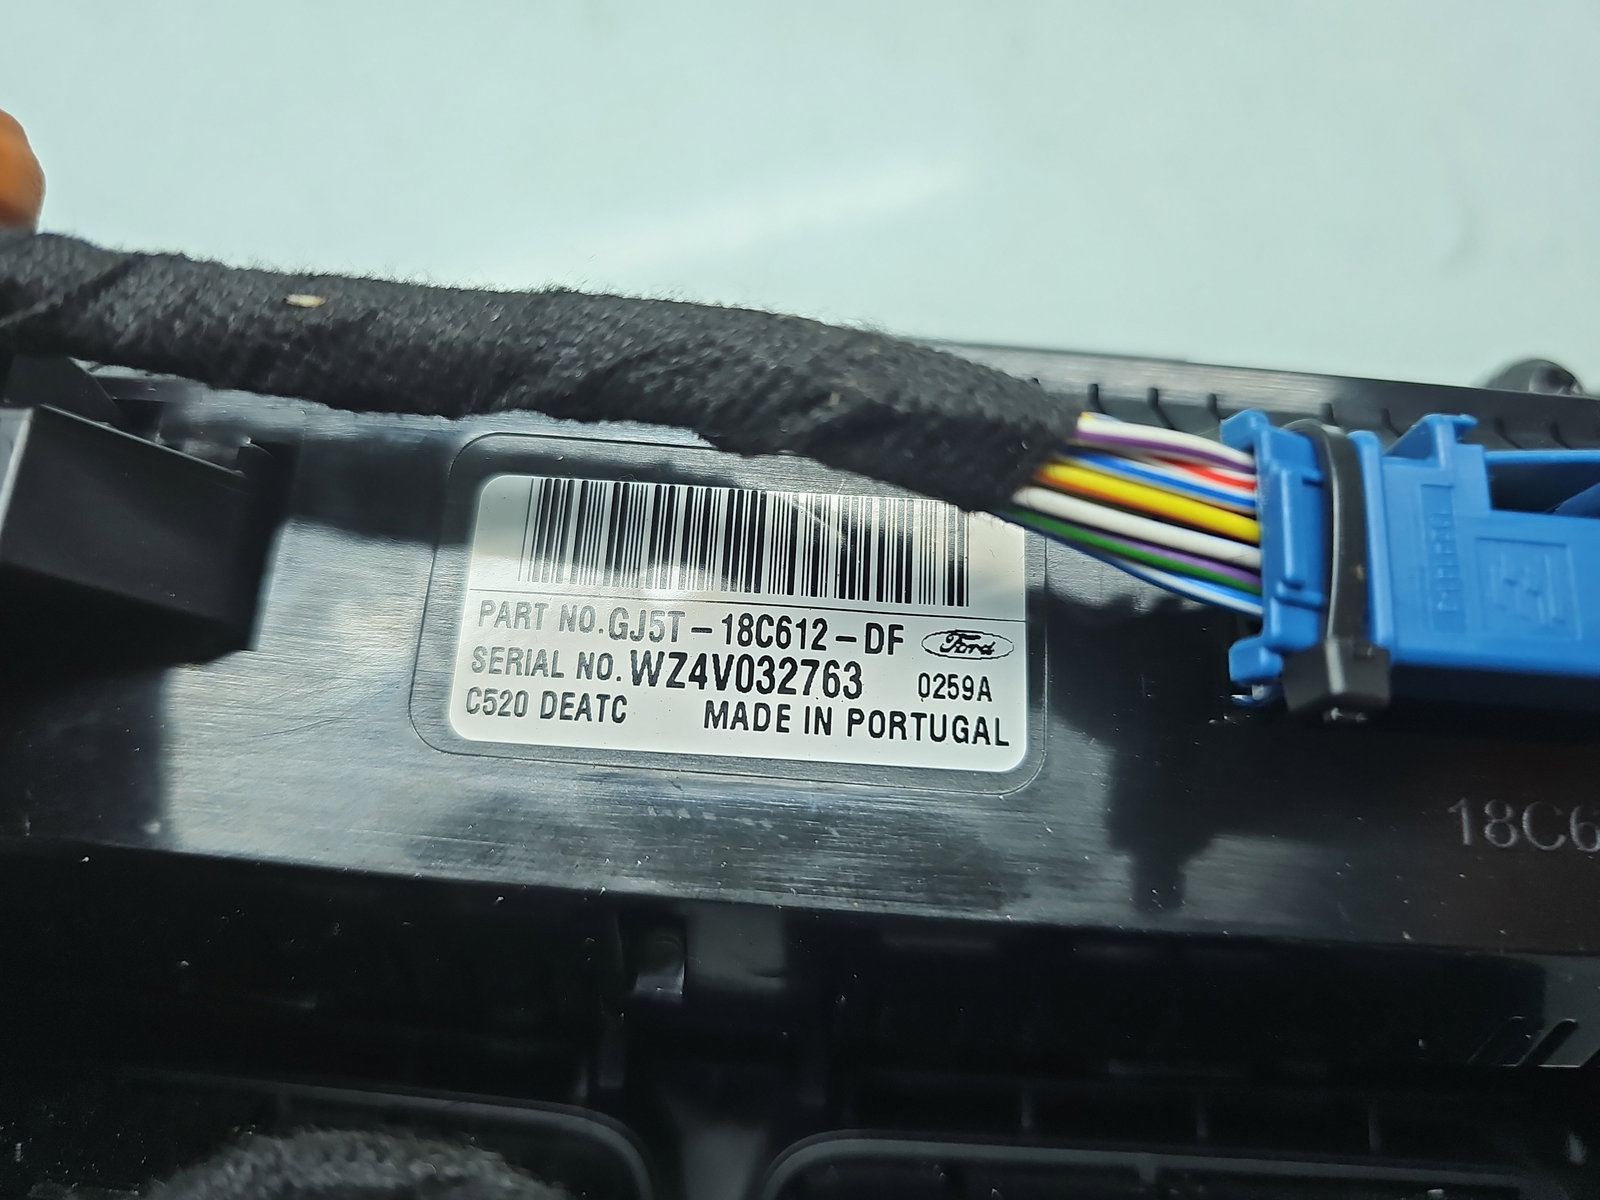 PART NO.GJ5T-18C612-DF Ford
SERIAL NO.WZ4V032763 0259A
C520 DEATC MADE IN PORTUGAL
18C6